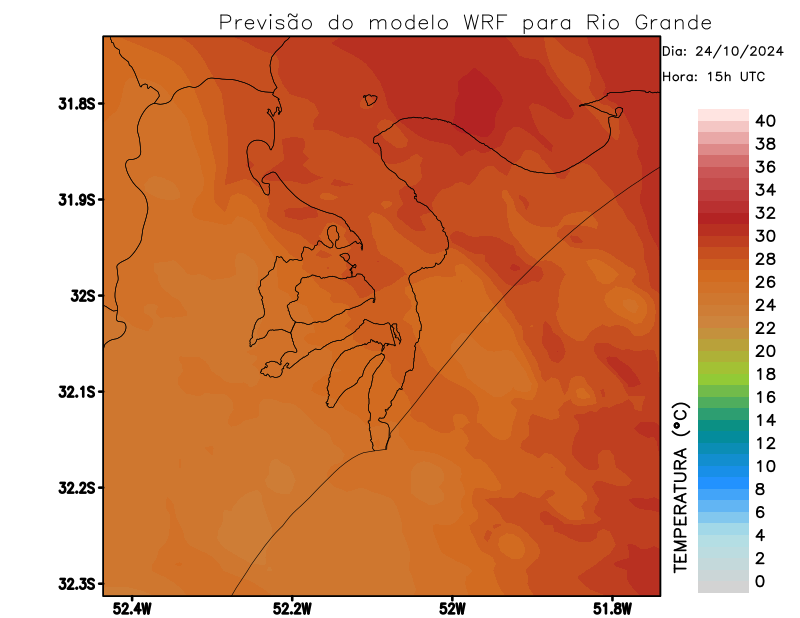 Previsão do modelo WRF para Rio Grande
Dia: 24/10/2024
Hora: 15h UTC
31.8S
31.9S
32S
32.1S
32.2S
32.3S
52.4W
52.2W
52W
51.8W
TEMPERATURA (°C)
40
38
36
34
32
30
28
26
24
22
20
18
16
14
12
10
8
6
4
2
0